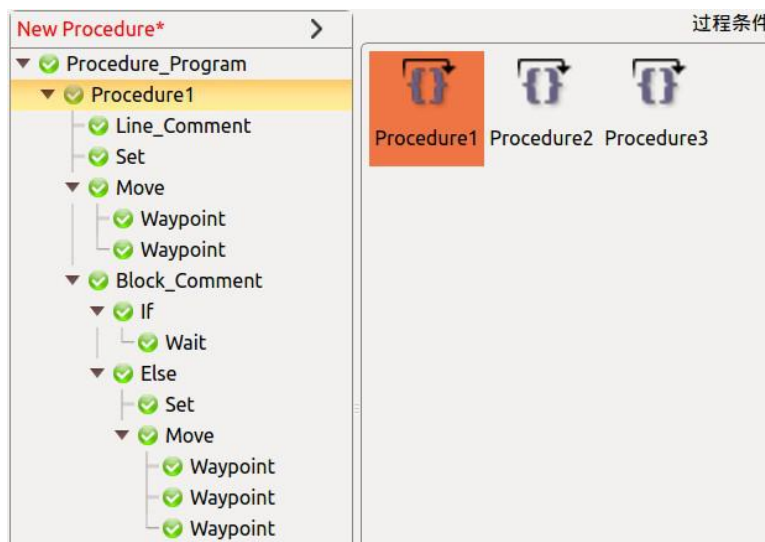 New Procedure*
过程条件
Procedure_Program
Procedure1
Line_Comment
Set
Move
Waypoint
Waypoint
Block_Comment
If
Wait
Else
Set
Move
Waypoint
Waypoint
Waypoint
Procedure1 Procedure2 Procedure3